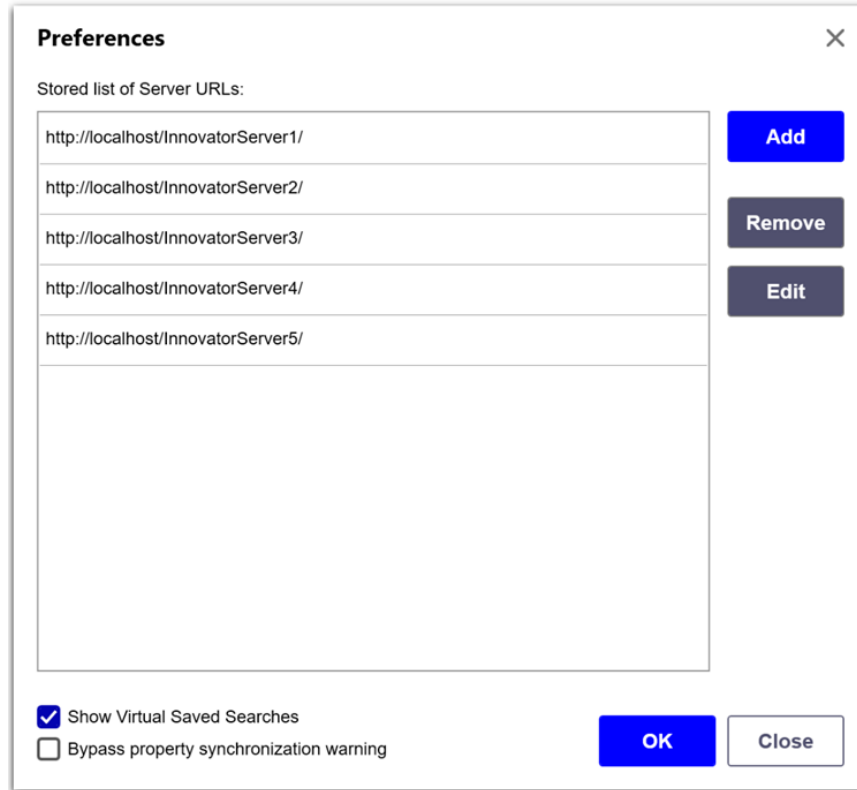 Preferences
Stored list of Server URLs:
http://localhost/InnovatorServer1/
Add
http://localhost/InnovatorServer2/
Remove
http://localhost/InnovatorServer3/
http://localhost/InnovatorServer4/
Edit
http://localhost/InnovatorServer5/
Show Virtual Saved Searches
Bypass property synchronization warning
OK
Close